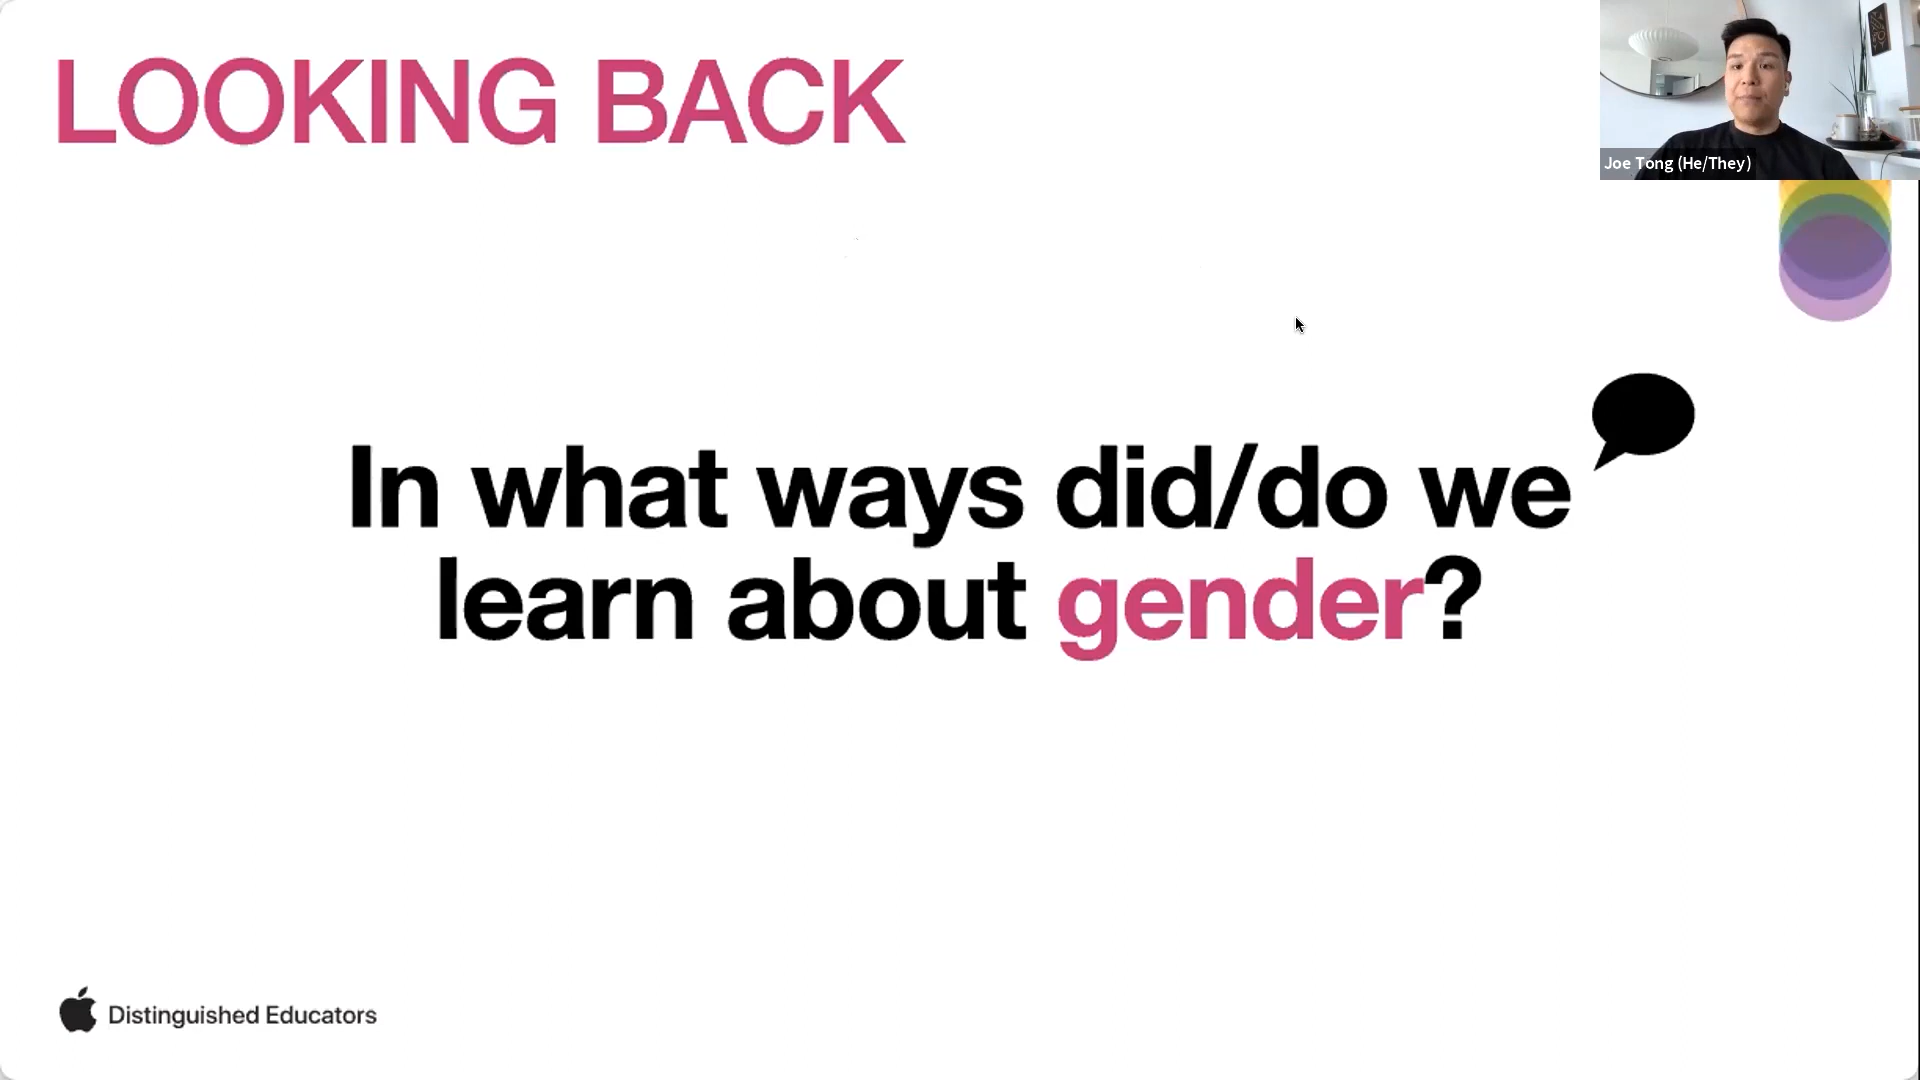 LOOKING BACK
Joe Tong (He/They)
In what ways did/do we
learn about gender?
Distinguished Educators